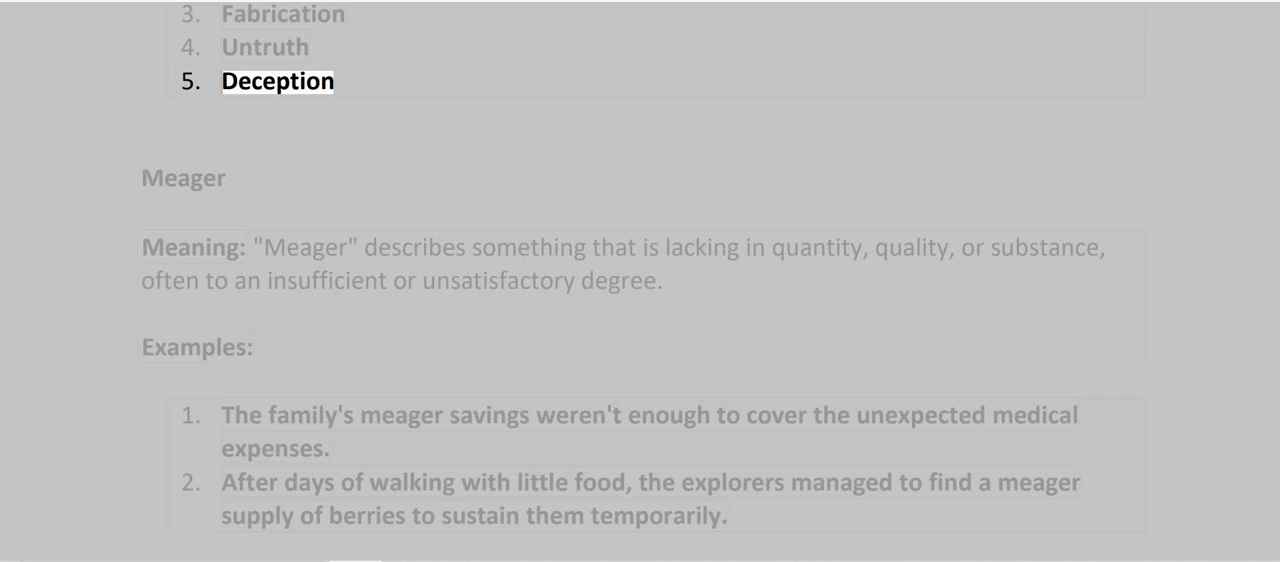 3. Fabrication
4. Untruth
5. Deception
Meager
Meaning: "Meager" describes something that is lacking in quantity, quality, or substance,
often to an insufficient or unsatisfactory degree.
Examples:
1. The family's meager savings weren't enough to cover the unexpected medical
expenses.
2. After days of walking with little food, the explorers managed to find a meager
supply of berries to sustain them temporarily.